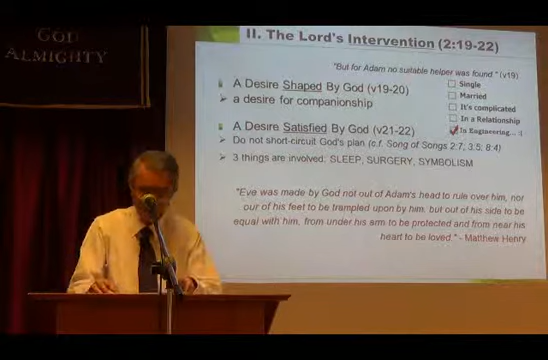 GOD
ALMIGHTY
II. The Lord's Intervention (2:19-22)
"But for Adam no suitable helper was found." (v19)
A Desire Shaped By God (v19-20)
a desire for companionship
Single
Married
It's complicated
In a Relationship
In Engineering... :(
A Desire Satisfied By God (v21-22)
Do not short-circuit God's plan (c.f. Song of Songs 2:7; 3:5; 8:4)
3 things are involved: SLEEP, SURGERY, SYMBOLISM
"Eve was made by God not out of Adam's head to rule over him, nor
our of his feet to be trampled upon by him, but out of his side to be
equal with him, from under his arm to be protected and from near his
heart to be loved." - Matthew Henry